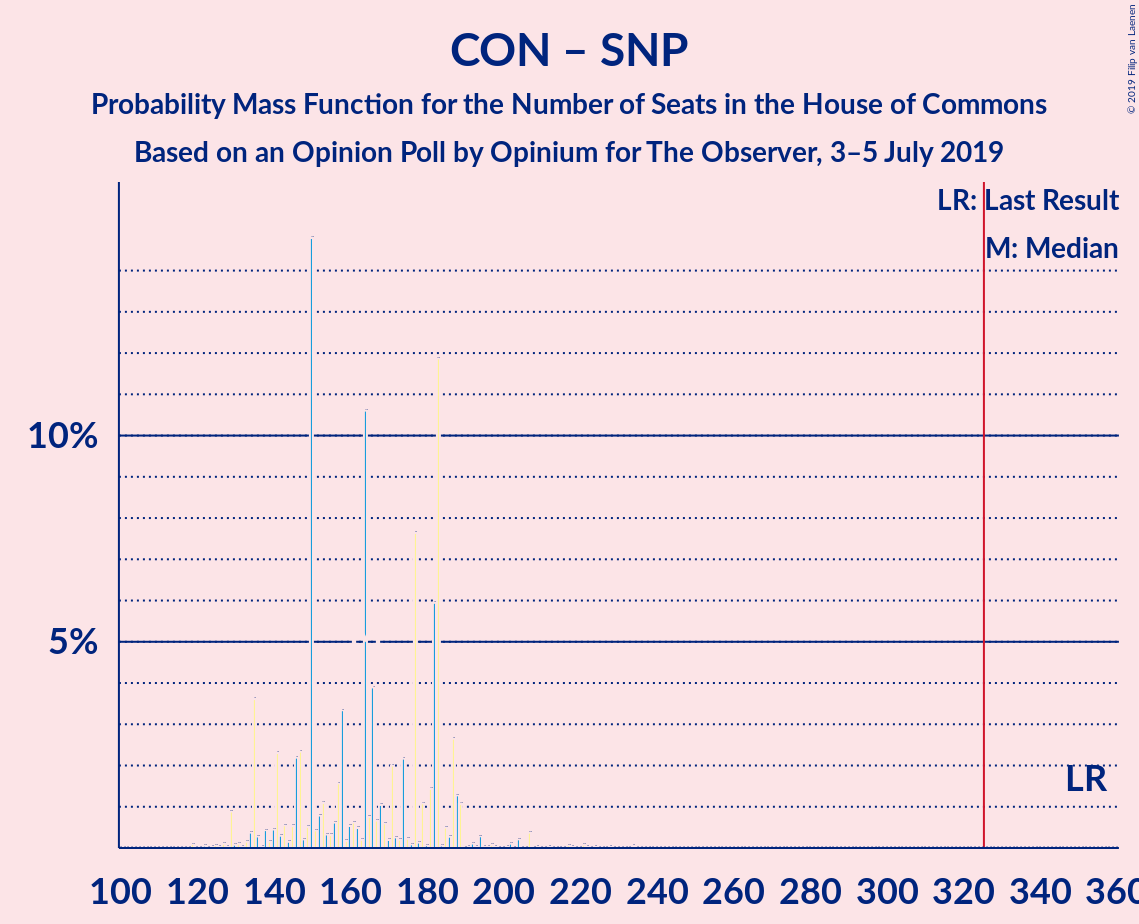 CON – SNP
Probability Mass Function for the Number of Seats in the House of Commons
Based on an Opinion Poll by Opinium for The Observer, 3–5 July 2019
© 2019 Filip van Laenen
LR: Last Result
M: Median
10%
5%
LR
100 120 140 160 180 200 220 240 260 280 300 320 340 360